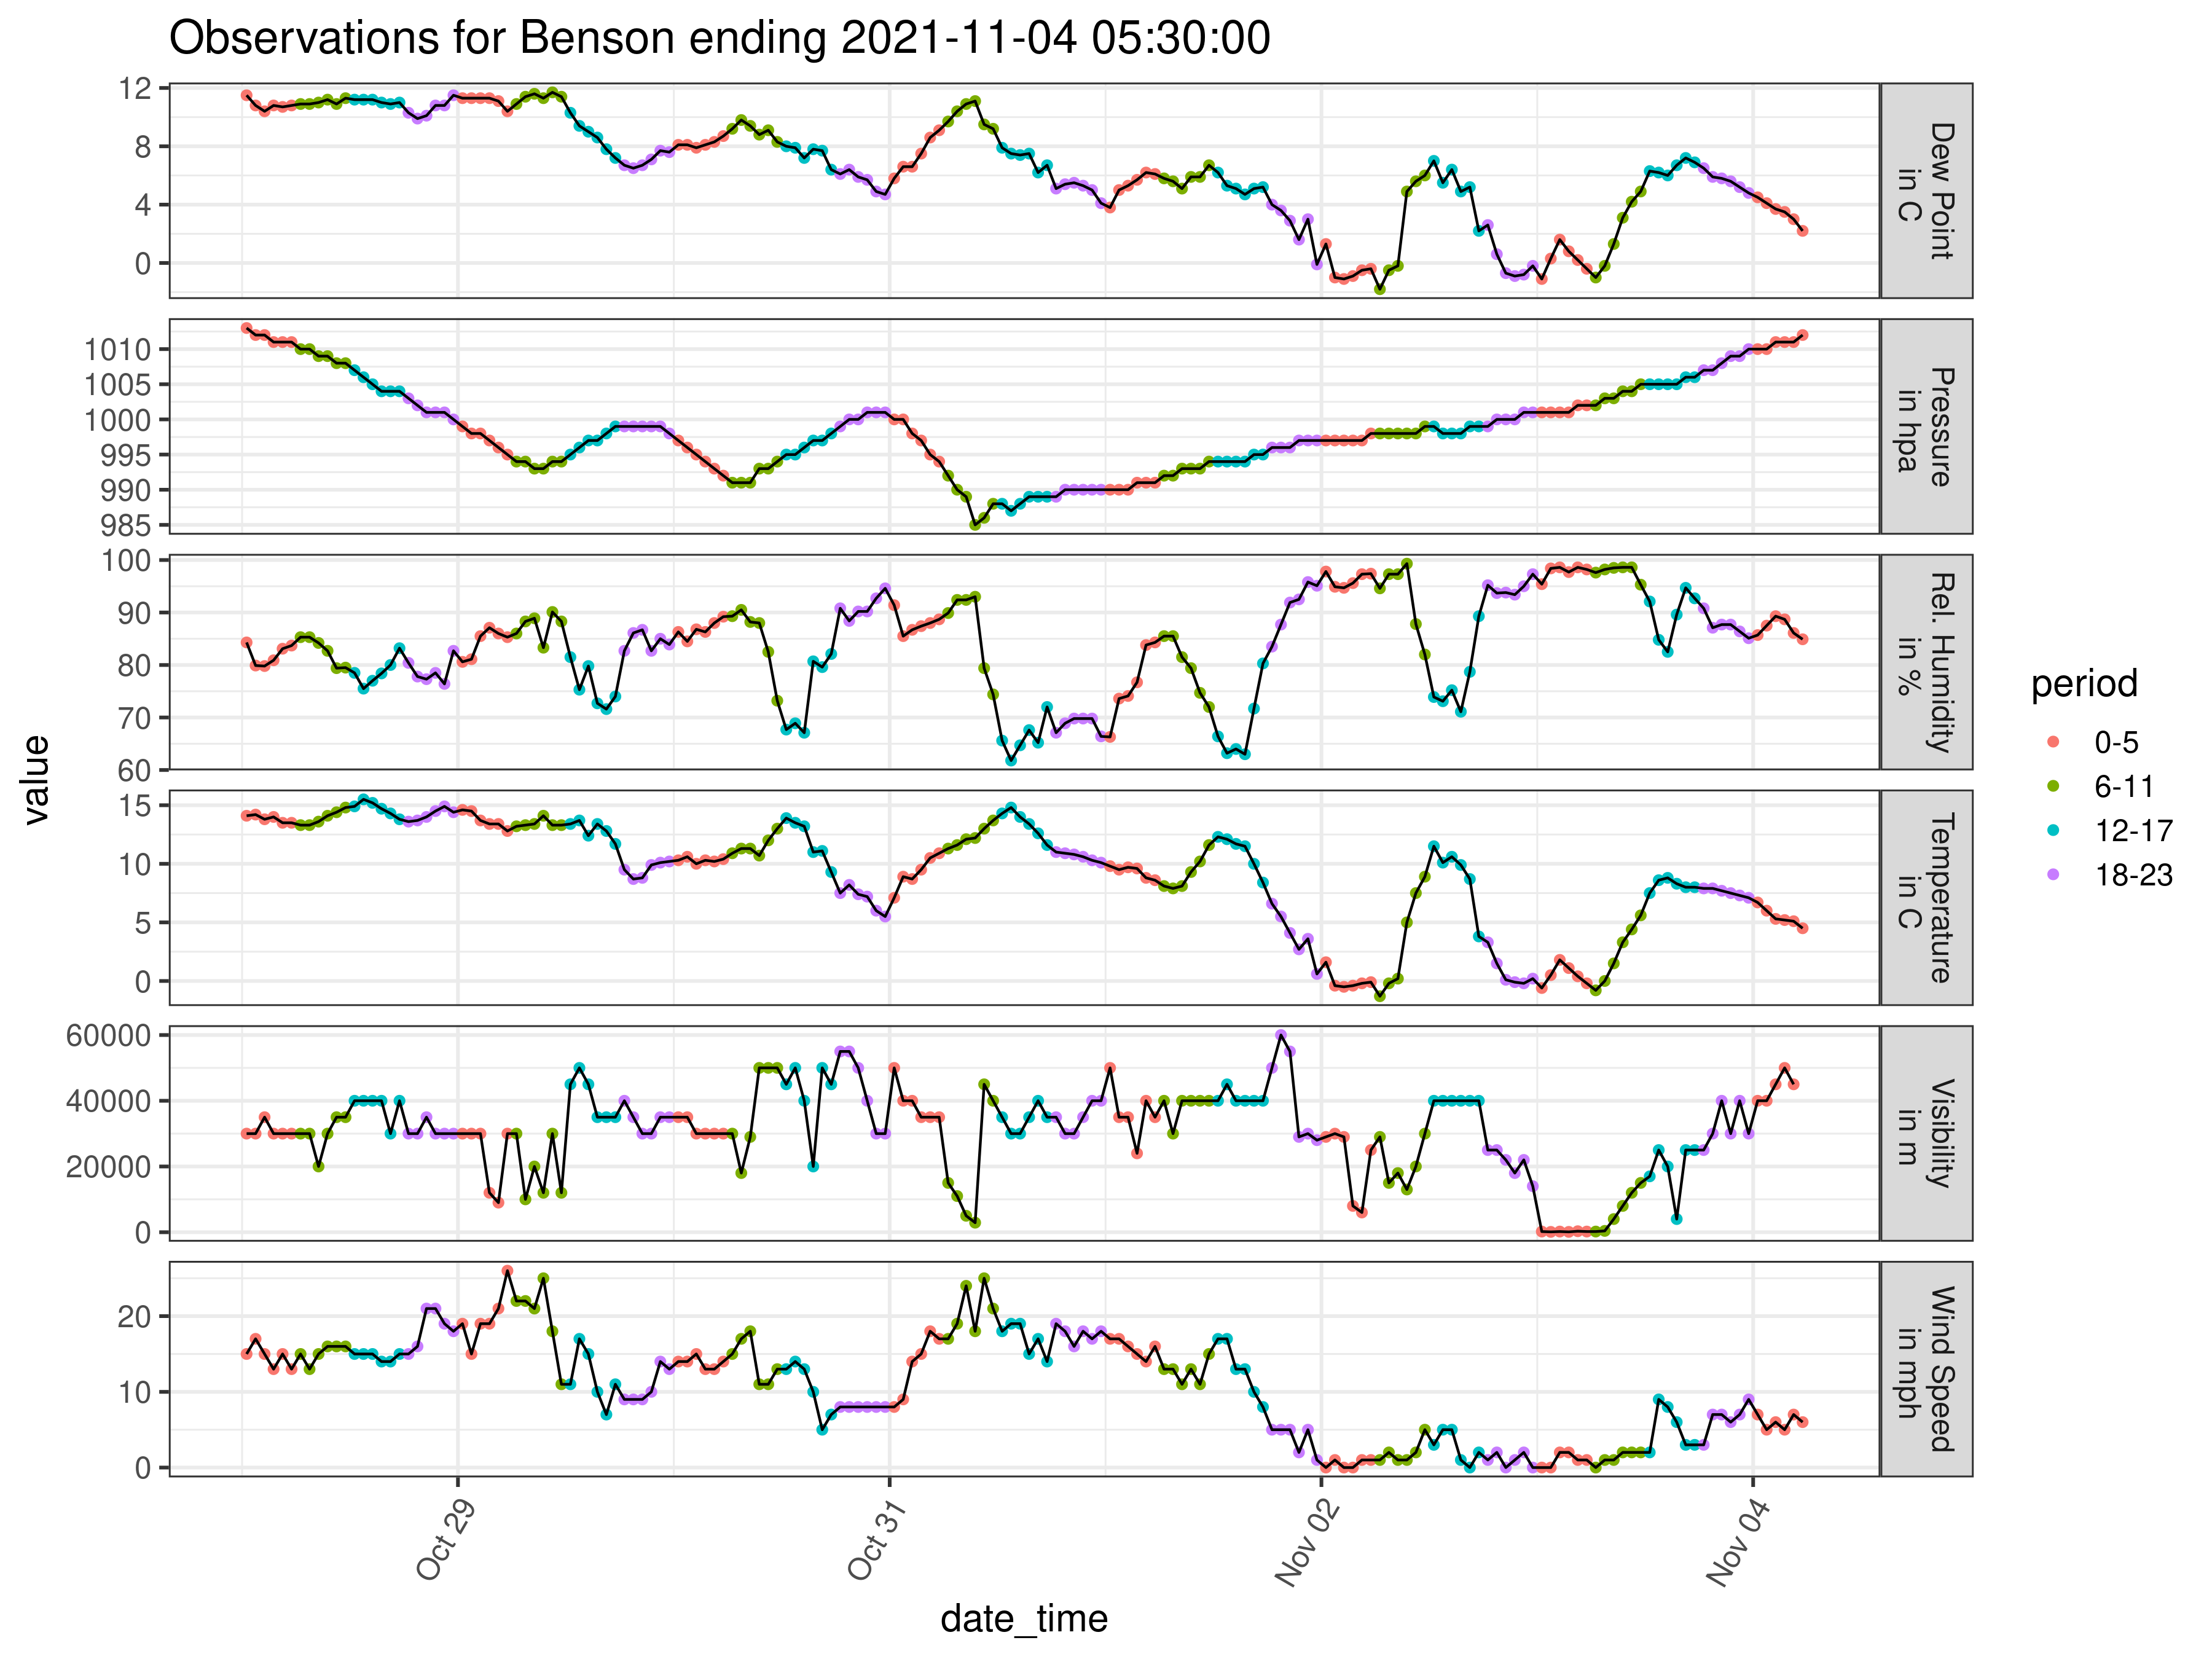 Observations for Benson ending 2021-11-04 05:30:00
value
12
8
4
0
Dew Point
in C
1010
1005
1000
995
990
985
Pressure
in hpa
100
90
80
70
60
Rel. Humidity
in %
15
10
5
0
Temperature
in C
60000
40000
20000
0
Visibility
in m
20
10
0
Wind Speed
in mph
Oct 29
Oct 31
Nov 02
Nov 04
date_time
period
0-5
6-11
12-17
18-23